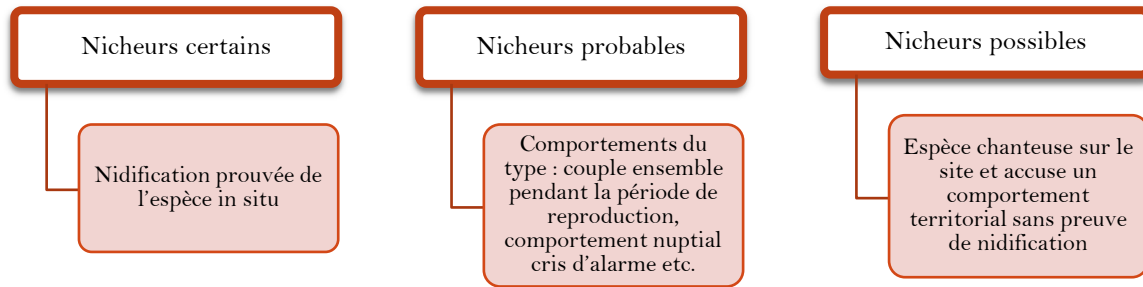 Nicheurs certains
Nidification prouvée de
l'espèce in situ
Nicheurs probables
Comportements du
type : couple ensemble
pendant la période de
reproduction,
comportement nuptial
cris d'alarme etc.
Nicheurs possibles
Espèce chanteuse sur le
site et accuse un
comportement
territorial sans preuve
de nidification